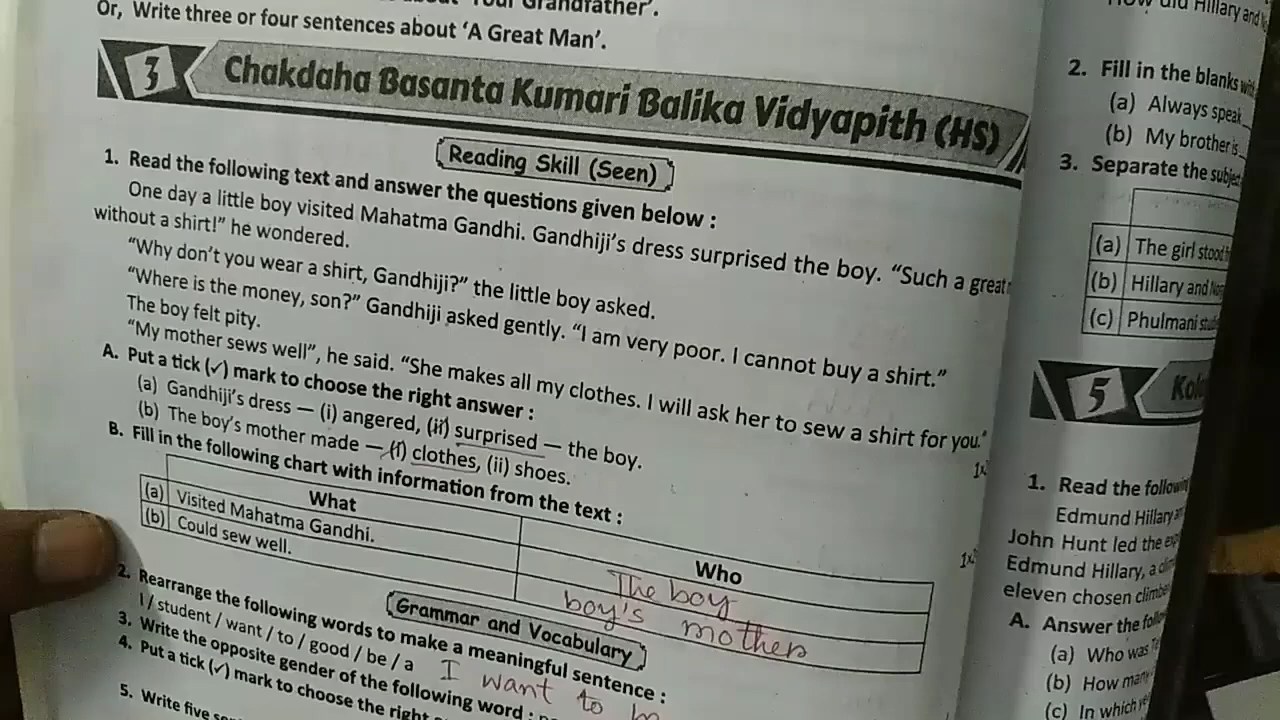 Grandfather'.
Or, Write three or four sentences about 'A Great Man'.
3 Chakdaha Basanta Kumari Balika Vidyapith (HS)
Reading Skill (Seen)
1. Read the following text and answer the questions given below :
One day a little boy visited Mahatma Gandhi. Gandhiji's dress surprised the boy. "Such a great
without a shirt!" he wondered.
"Why don't you wear a shirt, Gandhiji?" the little boy asked.
"Where is the money, son?" Gandhiji asked gently. "I am very poor. I cannot buy a shirt."
The boy felt pity.
"My mother sews well", he said. "She makes all my clothes. I will ask her to sew a shirt for you."
A. Put a tick (✓) mark to choose the right answer :
(a) Gandhiji's dress — (i) angered, (ii) surprised — the boy.
(b) The boy's mother made — (i) clothes, (ii) shoes.
B. Fill in the following chart with information from the text :
What Who
(a) Visited Mahatma Gandhi. The boy
(b) Could sew well. boy's mother
Grammar and Vocabulary
2. Rearrange the following words to make a meaningful sentence :
I / student / want / to / good / be / a I want to
3. Write the opposite gender of the following word :
4. Put a tick (✓) mark to choose the right
5. Write five
Hillary and
2. Fill in the blanks
(a) Always speak
(b) My brother is
3. Separate the
(a) The girl stood
(b) Hillary and
(c) Phulmani
5
1. Read the
Edmund Hillary
John Hunt led the
Edmund Hillary, a
eleven chosen
A. Answer the
(a) Who was
(b) How many
(c) In which